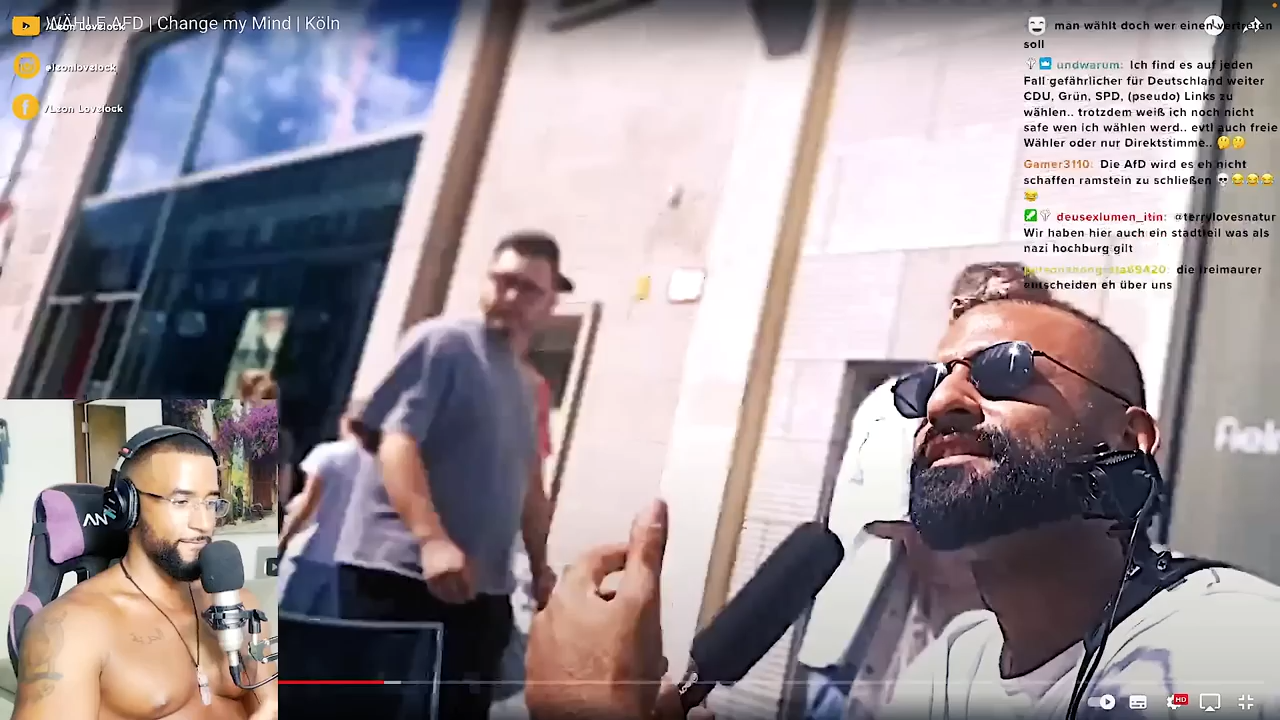 WÄHLE AFD | Change my Mind | Köln
/Leon Lovelock
@leonlovelock
/Leon Lovelock
man wählt doch wer einen vertreten
soll
undwarum: Ich find es auf jeden
Fall gefährlicher für Deutschland weiter
CDU, Grün, SPD, (pseudo) Links zu
wählen.. trotzdem weiß ich noch nicht
safe wen ich wählen werd.. evtl auch freie
Wähler oder nur Direktstimme.. 🤔🤔
Gamer3110: Die AfD wird es eh nicht
schaffen ramstein zu schließen 💀😂😂😂
😂
deusexlumen_itin: @terrylovesnatur
Wir haben hier auch ein stadtteil was als
nazi hochburg gilt
die freimaurer
entscheiden eh über uns
AN
HD